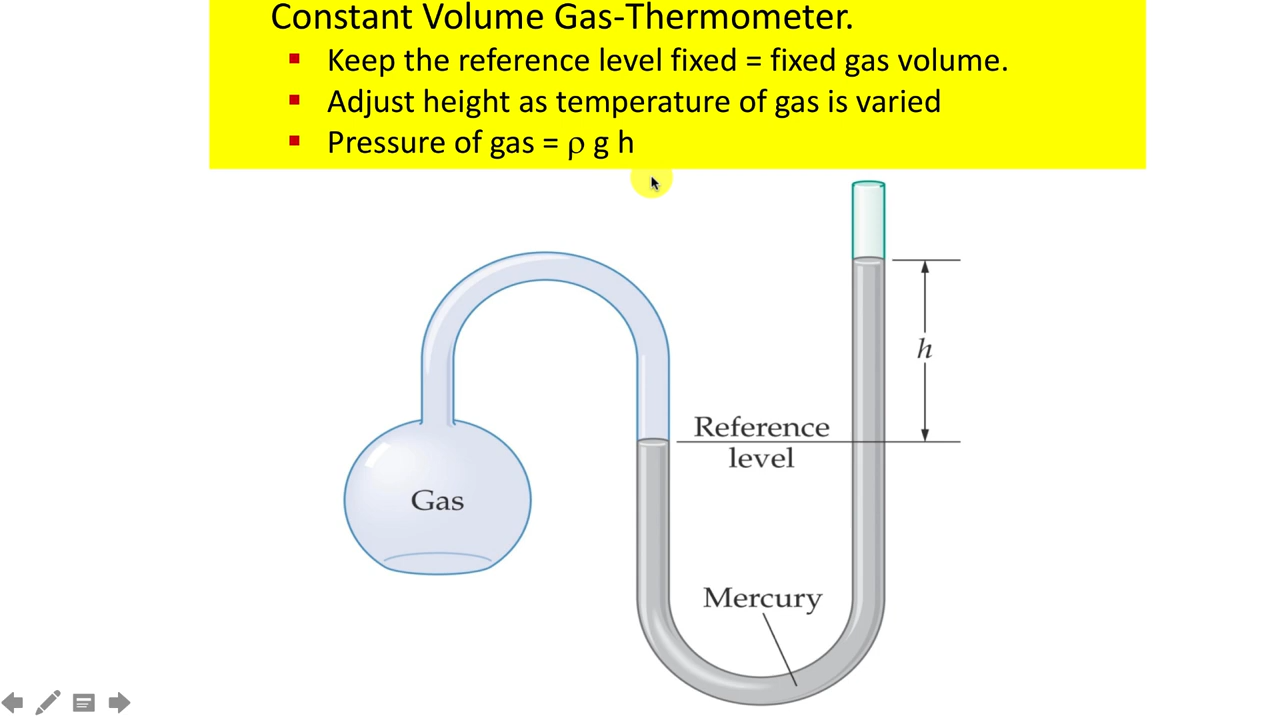 Constant Volume Gas-Thermometer.
▪ Keep the reference level fixed = fixed gas volume.
▪ Adjust height as temperature of gas is varied
▪ Pressure of gas = ρ g h
h
Reference
level
Gas
Mercury